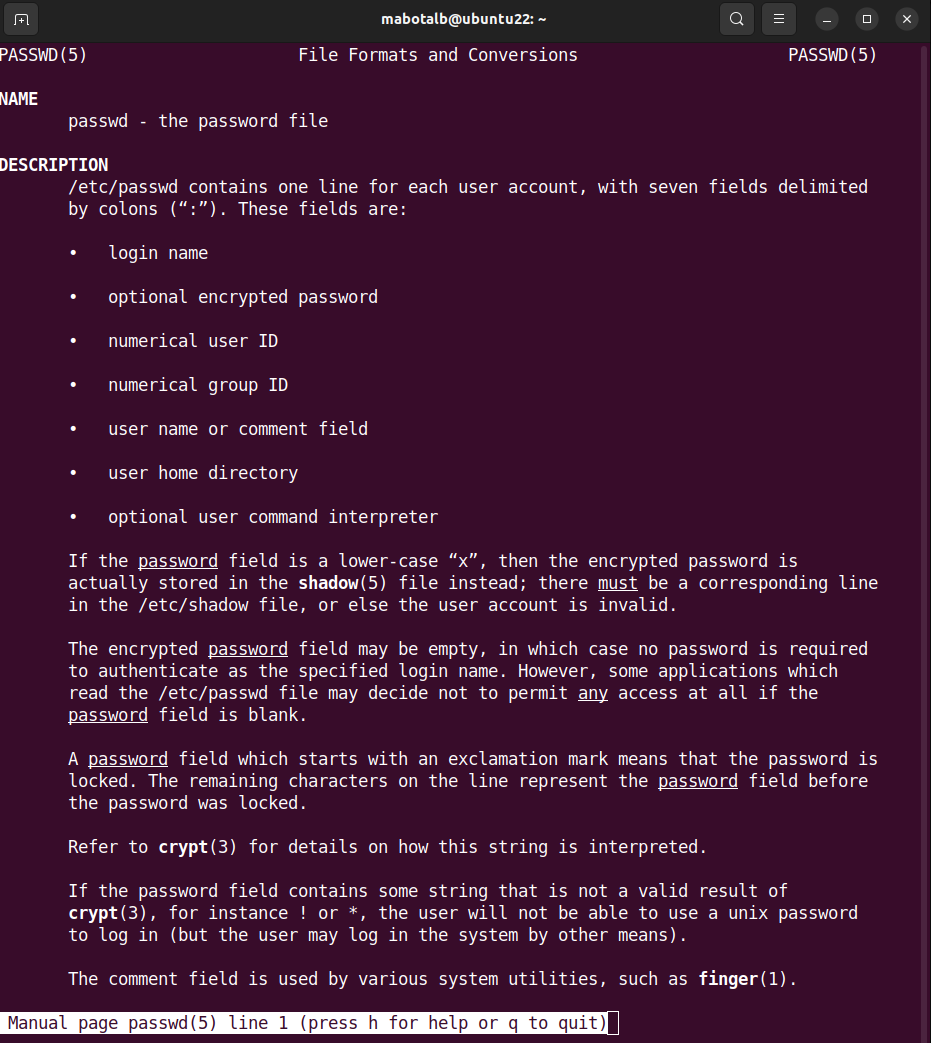 mabotalb@ubuntu22: ~
PASSWD(5) File Formats and Conversions PASSWD(5)
NAME
passwd - the password file
DESCRIPTION
/etc/passwd contains one line for each user account, with seven fields delimited
by colons (“:”). These fields are:
• login name
• optional encrypted password
• numerical user ID
• numerical group ID
• user name or comment field
• user home directory
• optional user command interpreter
If the password field is a lower-case “x”, then the encrypted password is
actually stored in the shadow(5) file instead; there must be a corresponding line
in the /etc/shadow file, or else the user account is invalid.
The encrypted password field may be empty, in which case no password is required
to authenticate as the specified login name. However, some applications which
read the /etc/passwd file may decide not to permit any access at all if the
password field is blank.
A password field which starts with an exclamation mark means that the password is
locked. The remaining characters on the line represent the password field before
the password was locked.
Refer to crypt(3) for details on how this string is interpreted.
If the password field contains some string that is not a valid result of
crypt(3), for instance ! or *, the user will not be able to use a unix password
to log in (but the user may log in the system by other means).
The comment field is used by various system utilities, such as finger(1).
Manual page passwd(5) line 1 (press h for help or q to quit)